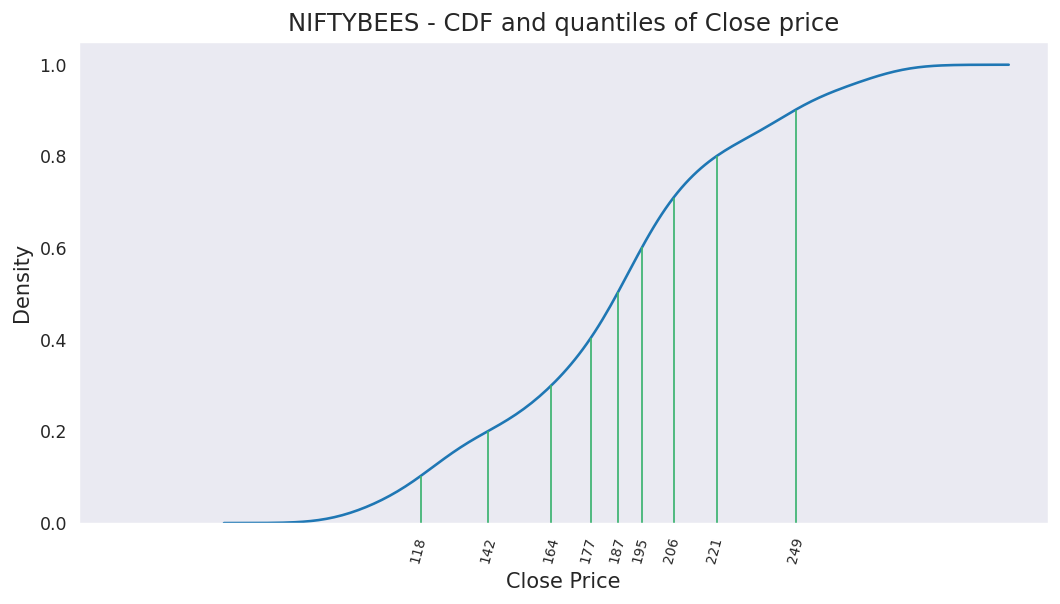 NIFTYBEES - CDF and quantiles of Close price
1.0
0.8
0.6
0.4
0.2
0.0
Density
118 142 164 177 187 195 206 221 249
Close Price